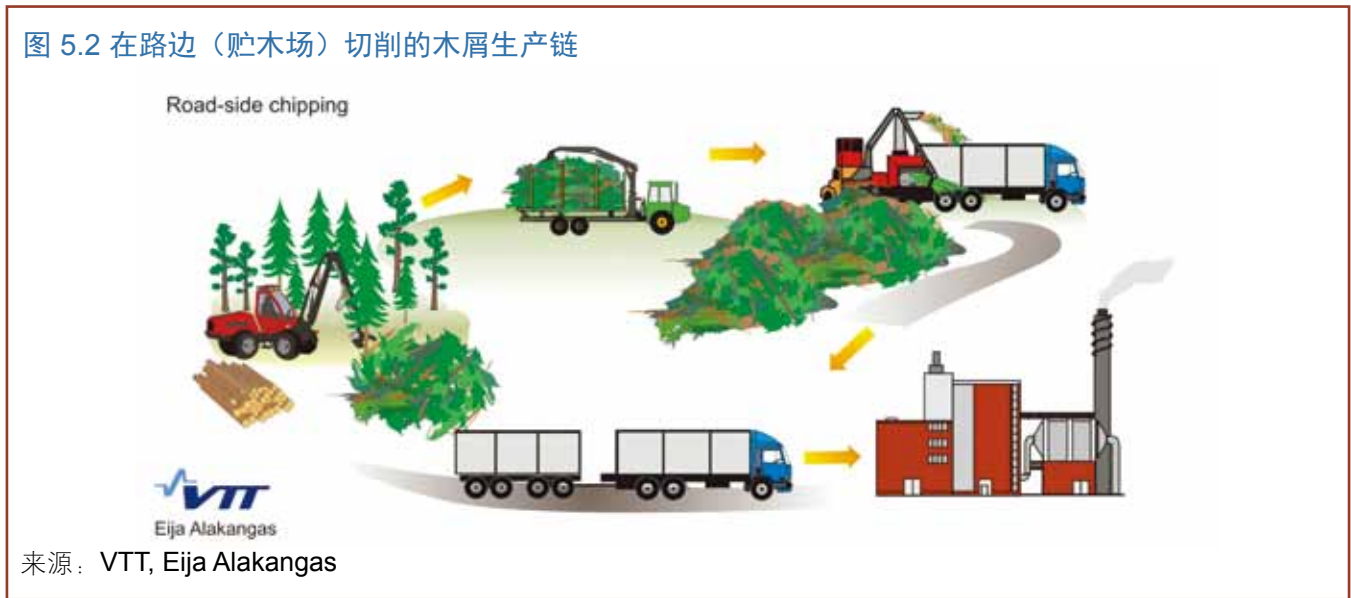 图 5.2 在路边（贮木场）切削的木屑生产链
Road-side chipping
VTT
Eija Alakangas
来源：VTT, Eija Alakangas